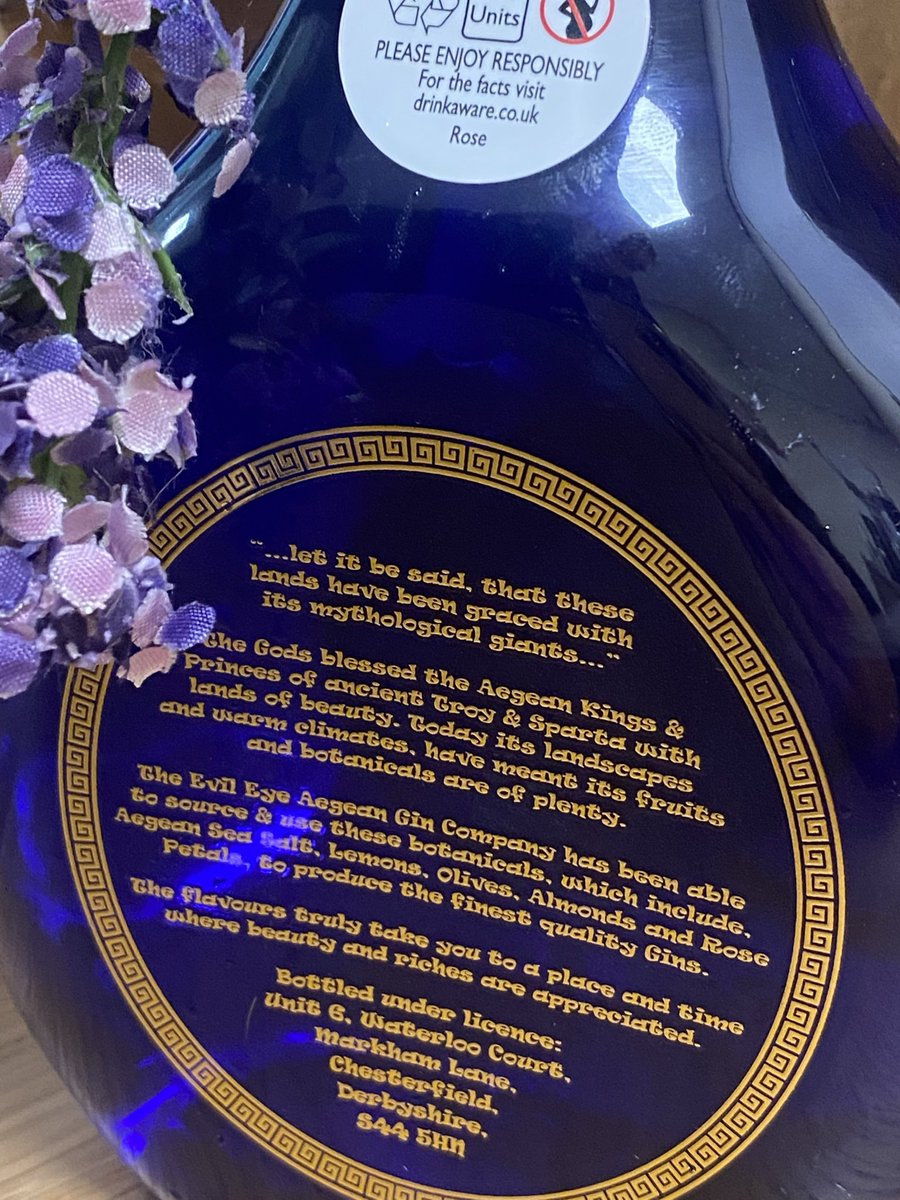 Units
PLEASE ENJOY RESPONSIBLY
For the facts visit
drinkaware.co.uk
Rose
"...let it be said, that these
lands have been graced with
its mythological giants..."
The Gods blessed the Aegean Kings &
Princes of ancient Troy & Sparta with
lands of beauty. Today its landscapes
and warm climates, have meant its fruits
and botanicals are of plenty.
The Evil Eye Aegean Gin Company has been able
to source & use these botanicals, which include,
Aegean Sea Salt, Lemons, Olives, Almonds and Rose
Petals, to produce the finest quality Gins.
The flavours truly take you to a place and time
where beauty and riches are appreciated.
Bottled under licence:
Unit 6, Waterloo Court,
Markham Lane,
Chesterfield,
Derbyshire,
S44 5HN